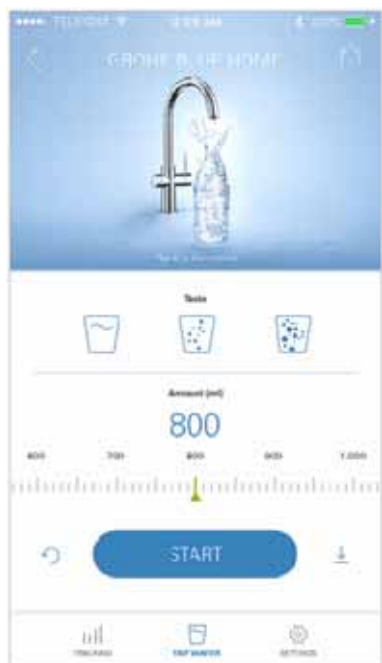 GROHE BLUE HOME
Taste
Amount (ml)
800
600 700 800 900 1.000
START
TRACKING TAP WATER SETTINGS